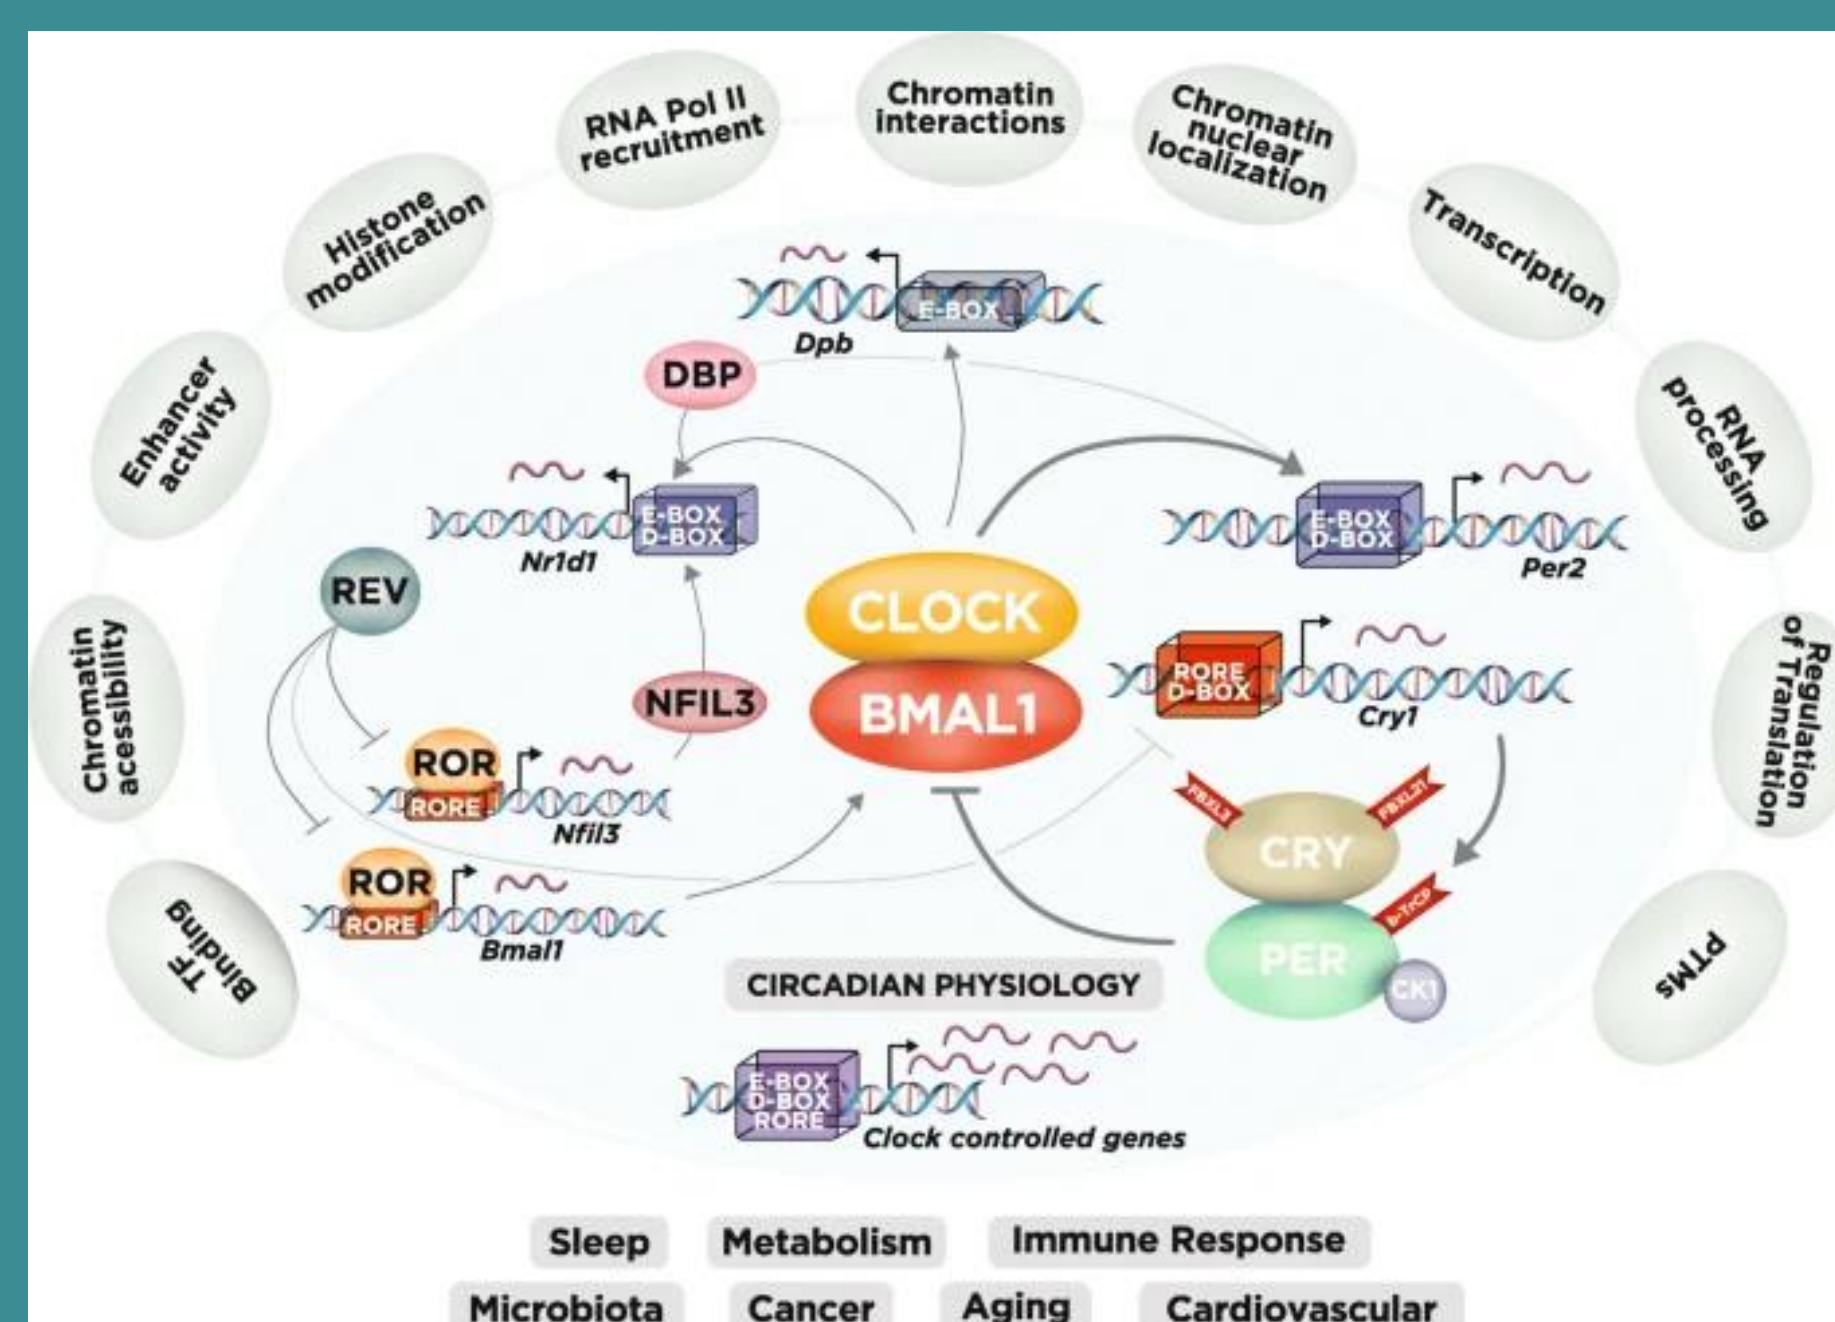 Chromatin
interactions
RNA Pol II
recruitment
Chromatin
nuclear
localization
Histone
modification
Transcription
E-BOX
Dpb
DBP
Enhancer
activity
RNA
processing
E-BOX
D-BOX
Nr1d1
E-BOX
D-BOX
Per2
REV
CLOCK
BMAL1
NFIL3
RORE
D-BOX
Cry1
Chromatin
acessibility
Regulation
of Translation
ROR
RORE
Nfil3
FBXL3
FBXL21
CRY
ROR
RORE
Bmal1
b-TrCP
PER
CK1
TF
Binding
PTMs
CIRCADIAN PHYSIOLOGY
E-BOX
D-BOX
RORE
Clock controlled genes
Sleep
Metabolism
Immune Response
Microbiota
Cancer
Aging
Cardiovascular